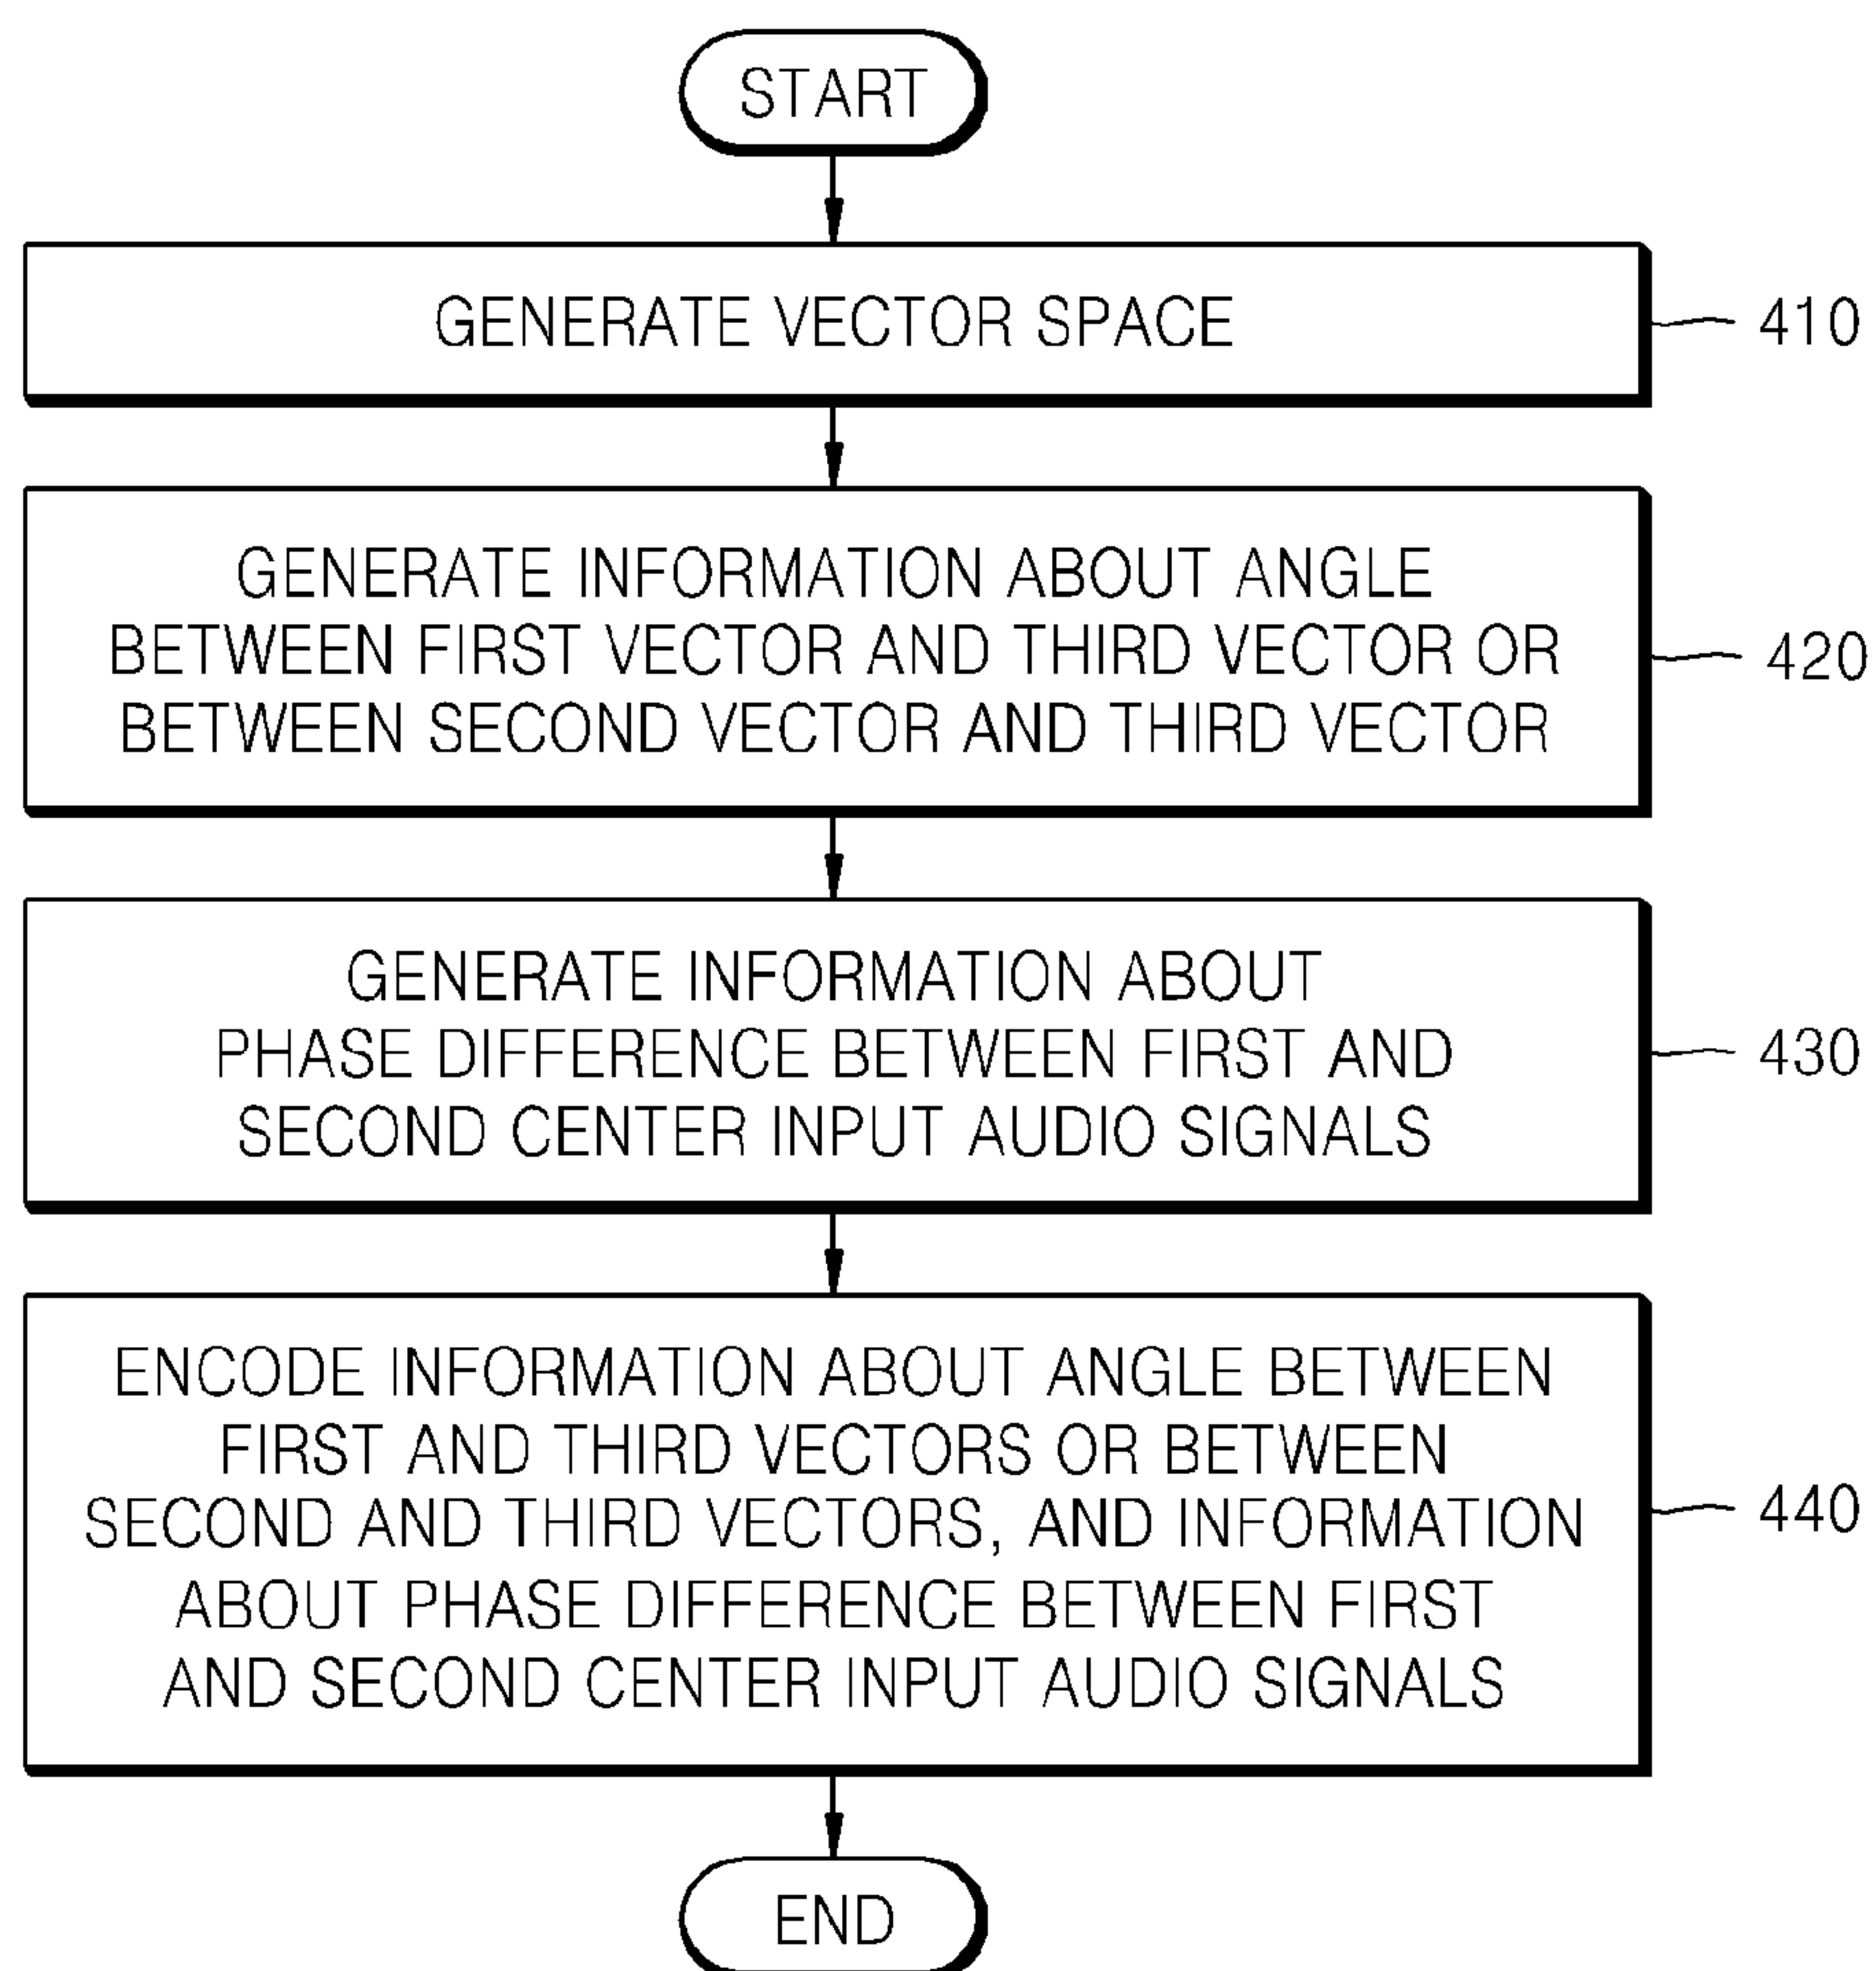 START
GENERATE VECTOR SPACE
410
GENERATE INFORMATION ABOUT ANGLE
BETWEEN FIRST VECTOR AND THIRD VECTOR OR
BETWEEN SECOND VECTOR AND THIRD VECTOR
420
GENERATE INFORMATION ABOUT
PHASE DIFFERENCE BETWEEN FIRST AND
SECOND CENTER INPUT AUDIO SIGNALS
430
ENCODE INFORMATION ABOUT ANGLE BETWEEN
FIRST AND THIRD VECTORS OR BETWEEN
SECOND AND THIRD VECTORS, AND INFORMATION
ABOUT PHASE DIFFERENCE BETWEEN FIRST
AND SECOND CENTER INPUT AUDIO SIGNALS
440
END